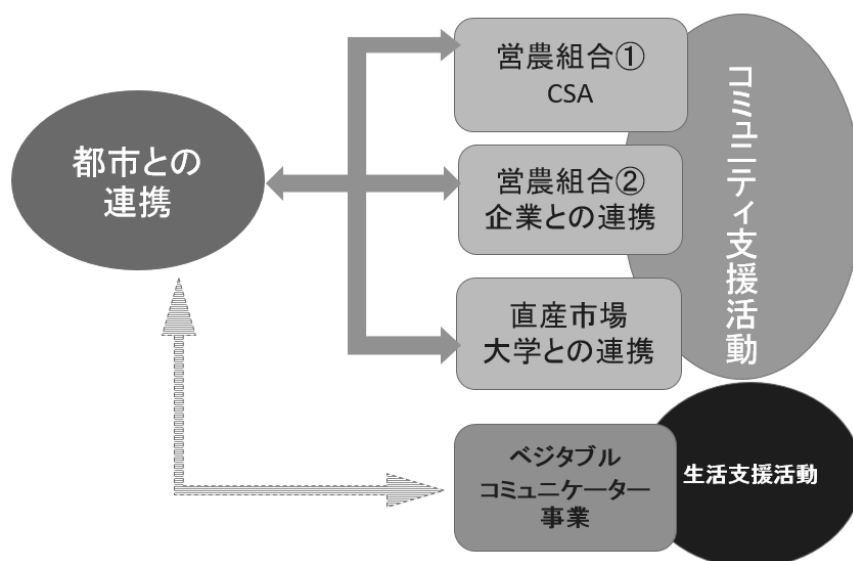 都市との
連携
営農組合①
CSA
営農組合②
企業との連携
直産市場
大学との連携
コミュニティ支援活動
ベジタブル
コミュニケーター
事業
生活支援活動